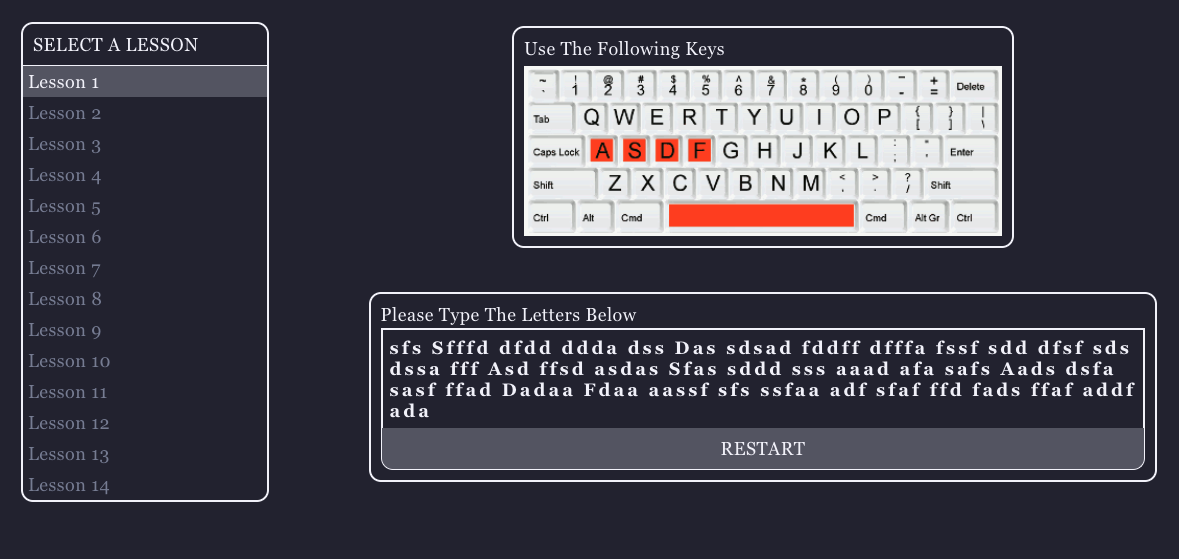 SELECT A LESSON
Lesson 1
Lesson 2
Lesson 3
Lesson 4
Lesson 5
Lesson 6
Lesson 7
Lesson 8
Lesson 9
Lesson 10
Lesson 11
Lesson 12
Lesson 13
Lesson 14
Use The Following Keys
~ ` ! 1 @ 2 # 3 $ 4 % 5 ^ 6 & 7 * 8 ( 9 ) 0 _ - + = Delete
Tab Q W E R T Y U I O P { [ } ] | \
Caps Lock A S D F G H J K L : ; " ' Enter
Shift Z X C V B N M < , > . ? / Shift
Ctrl Alt Cmd Cmd Alt Gr Ctrl
Please Type The Letters Below
sfs Sfffd dfdd ddda dss Das sdsad fddff dfffa fssf sdd dfsf sds
dssa fff Asd ffsd asdas Sfas sddd sss aaad afa safs Aads dsfa
sasf ffad Dadaa Fdaa aassf sfs ssfaa adf sfaf ffd fads ffaf addf
ada
RESTART